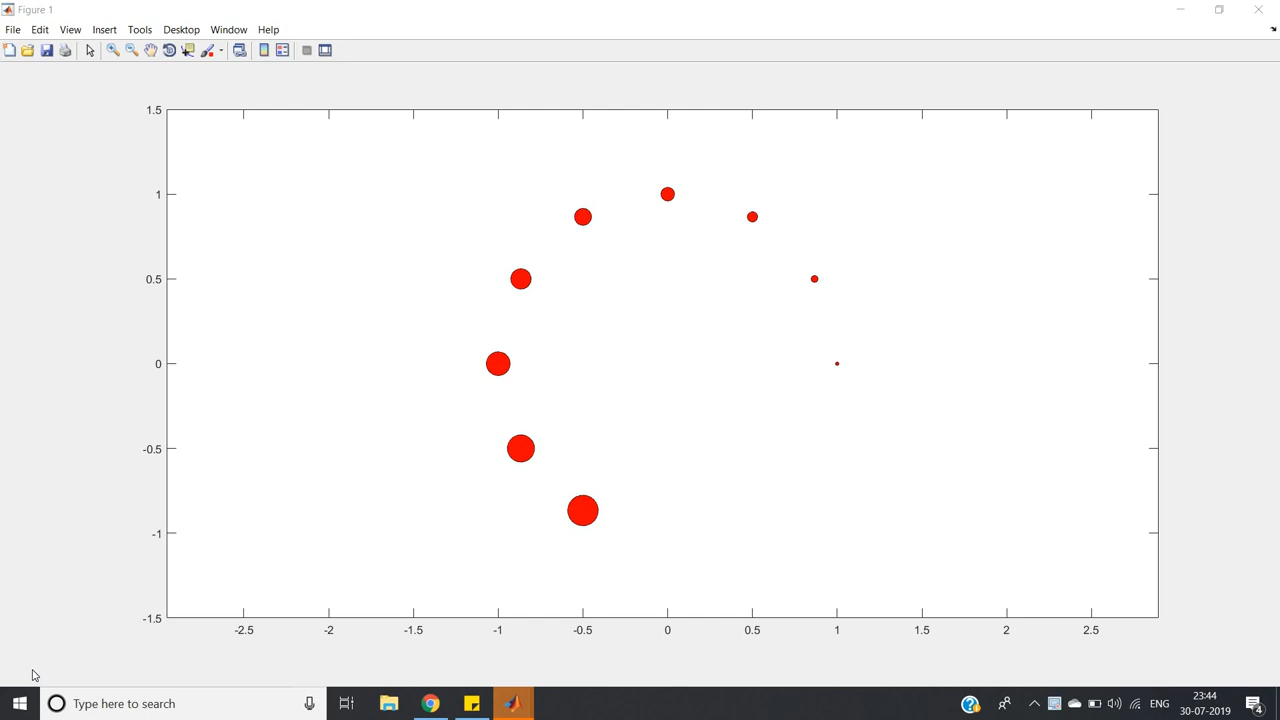 Figure 1
File Edit View Insert Tools Desktop Window Help
1.5
1
0.5
0
-0.5
-1
-1.5
-2.5 -2 -1.5 -1 -0.5 0 0.5 1 1.5 2 2.5
Type here to search
ENG
23:44
30-07-2019
4